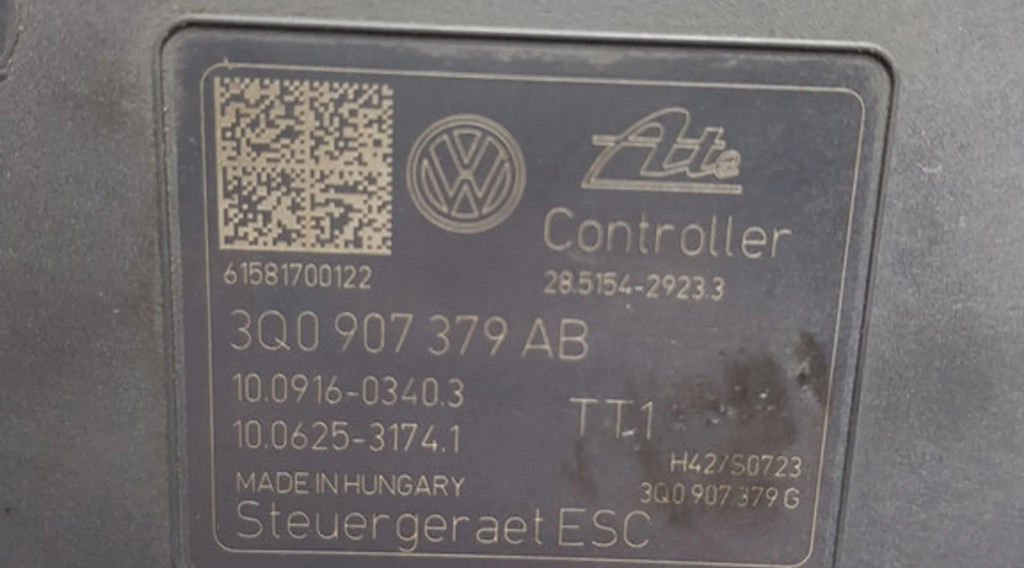 Ate
Controller
61581700122
28.5154-2923.3
3Q0 907 379 AB
10.0916-0340.3
TT1
10.0625-3174.1
H42/S0723
MADE IN HUNGARY
3Q0 907 379 G
Steuergeraet ESC